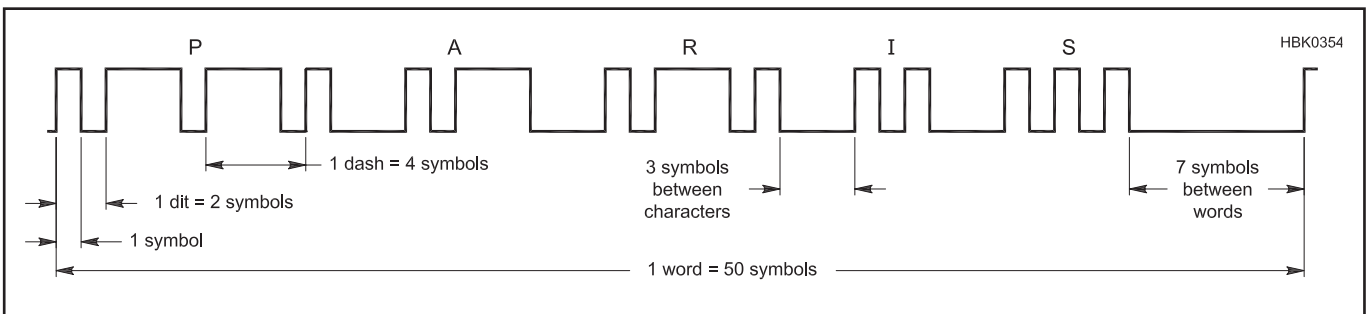 P A R I S
HBK0354
1 dash = 4 symbols
3 symbols
between
characters
7 symbols
between
words
1 dit = 2 symbols
1 symbol
1 word = 50 symbols